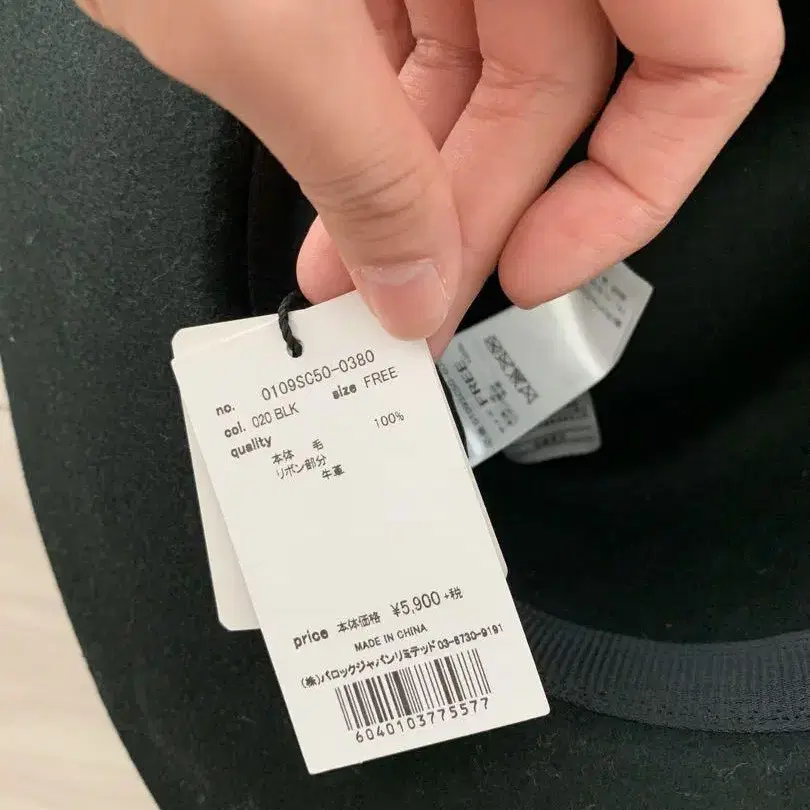 no. 0109SC50-0380
col. 020 BLK size FREE
quality
本体 毛 100%
リボン部分
牛革
price 本体価格 ¥5,900+税
MADE IN CHINA
(株)バロックジャパンリミテッド 03-6730-9191
6040103775577
FREE